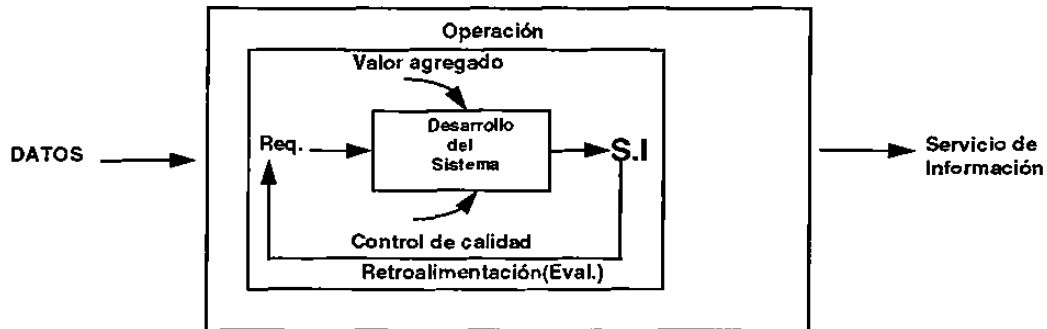 Operación
Valor agregado
DATOS
Req.
Desarrollo
del
Sistema
S.I
Servicio de
Información
Control de calidad
Retroalimentación(Eval.)